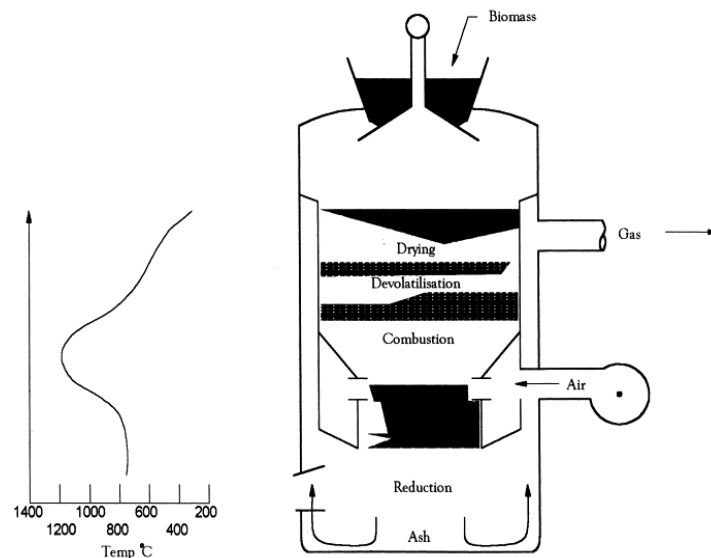 Biomass
Gas
Drying
Devolatilisation
Combustion
Air
Reduction
Ash
1400 1000 600 200
1200 800 400
Temp °C